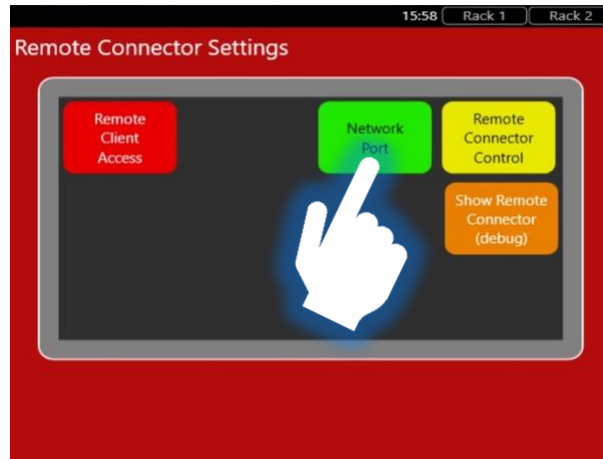 15:58 Rack 1 Rack 2
Remote Connector Settings
Remote
Client
Access
Network
Port
Remote
Connector
Control
Show Remote
Connector
(debug)